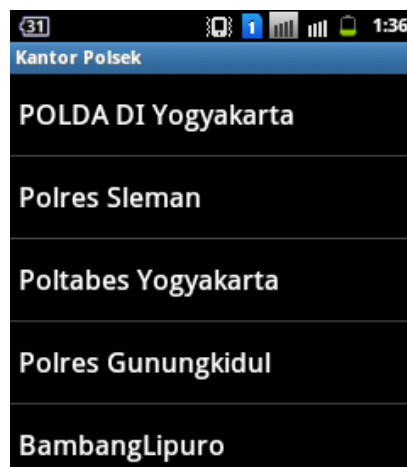 31 1 1:36
Kantor Polsek
POLDA DI Yogyakarta
Polres Sleman
Poltabes Yogyakarta
Polres Gunungkidul
BambangLipuro